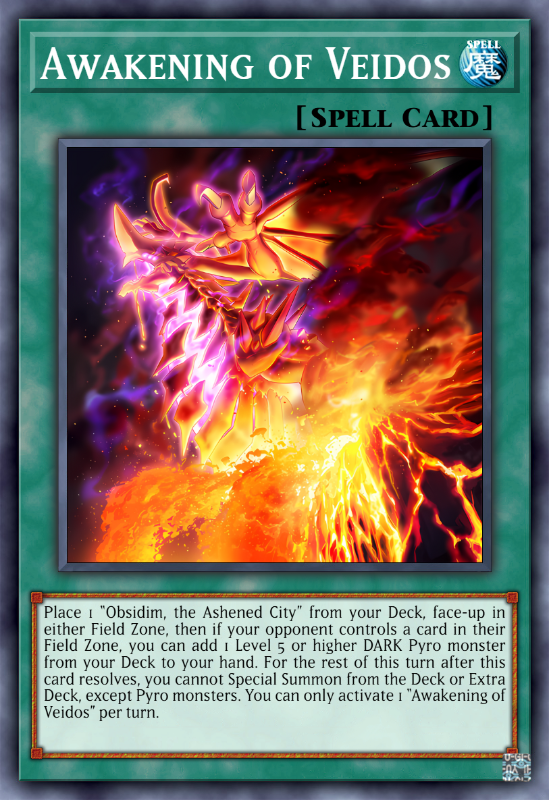 Awakening of Veidos
SPELL
魔
[Spell Card]
Place 1 "Obsidim, the Ashened City" from your Deck, face-up in
either Field Zone, then if your opponent controls a card in their
Field Zone, you can add 1 Level 5 or higher DARK Pyro monster
from your Deck to your hand. For the rest of this turn after this
card resolves, you cannot Special Summon from the Deck or Extra
Deck, except Pyro monsters. You can only activate 1 "Awakening of
Veidos" per turn.